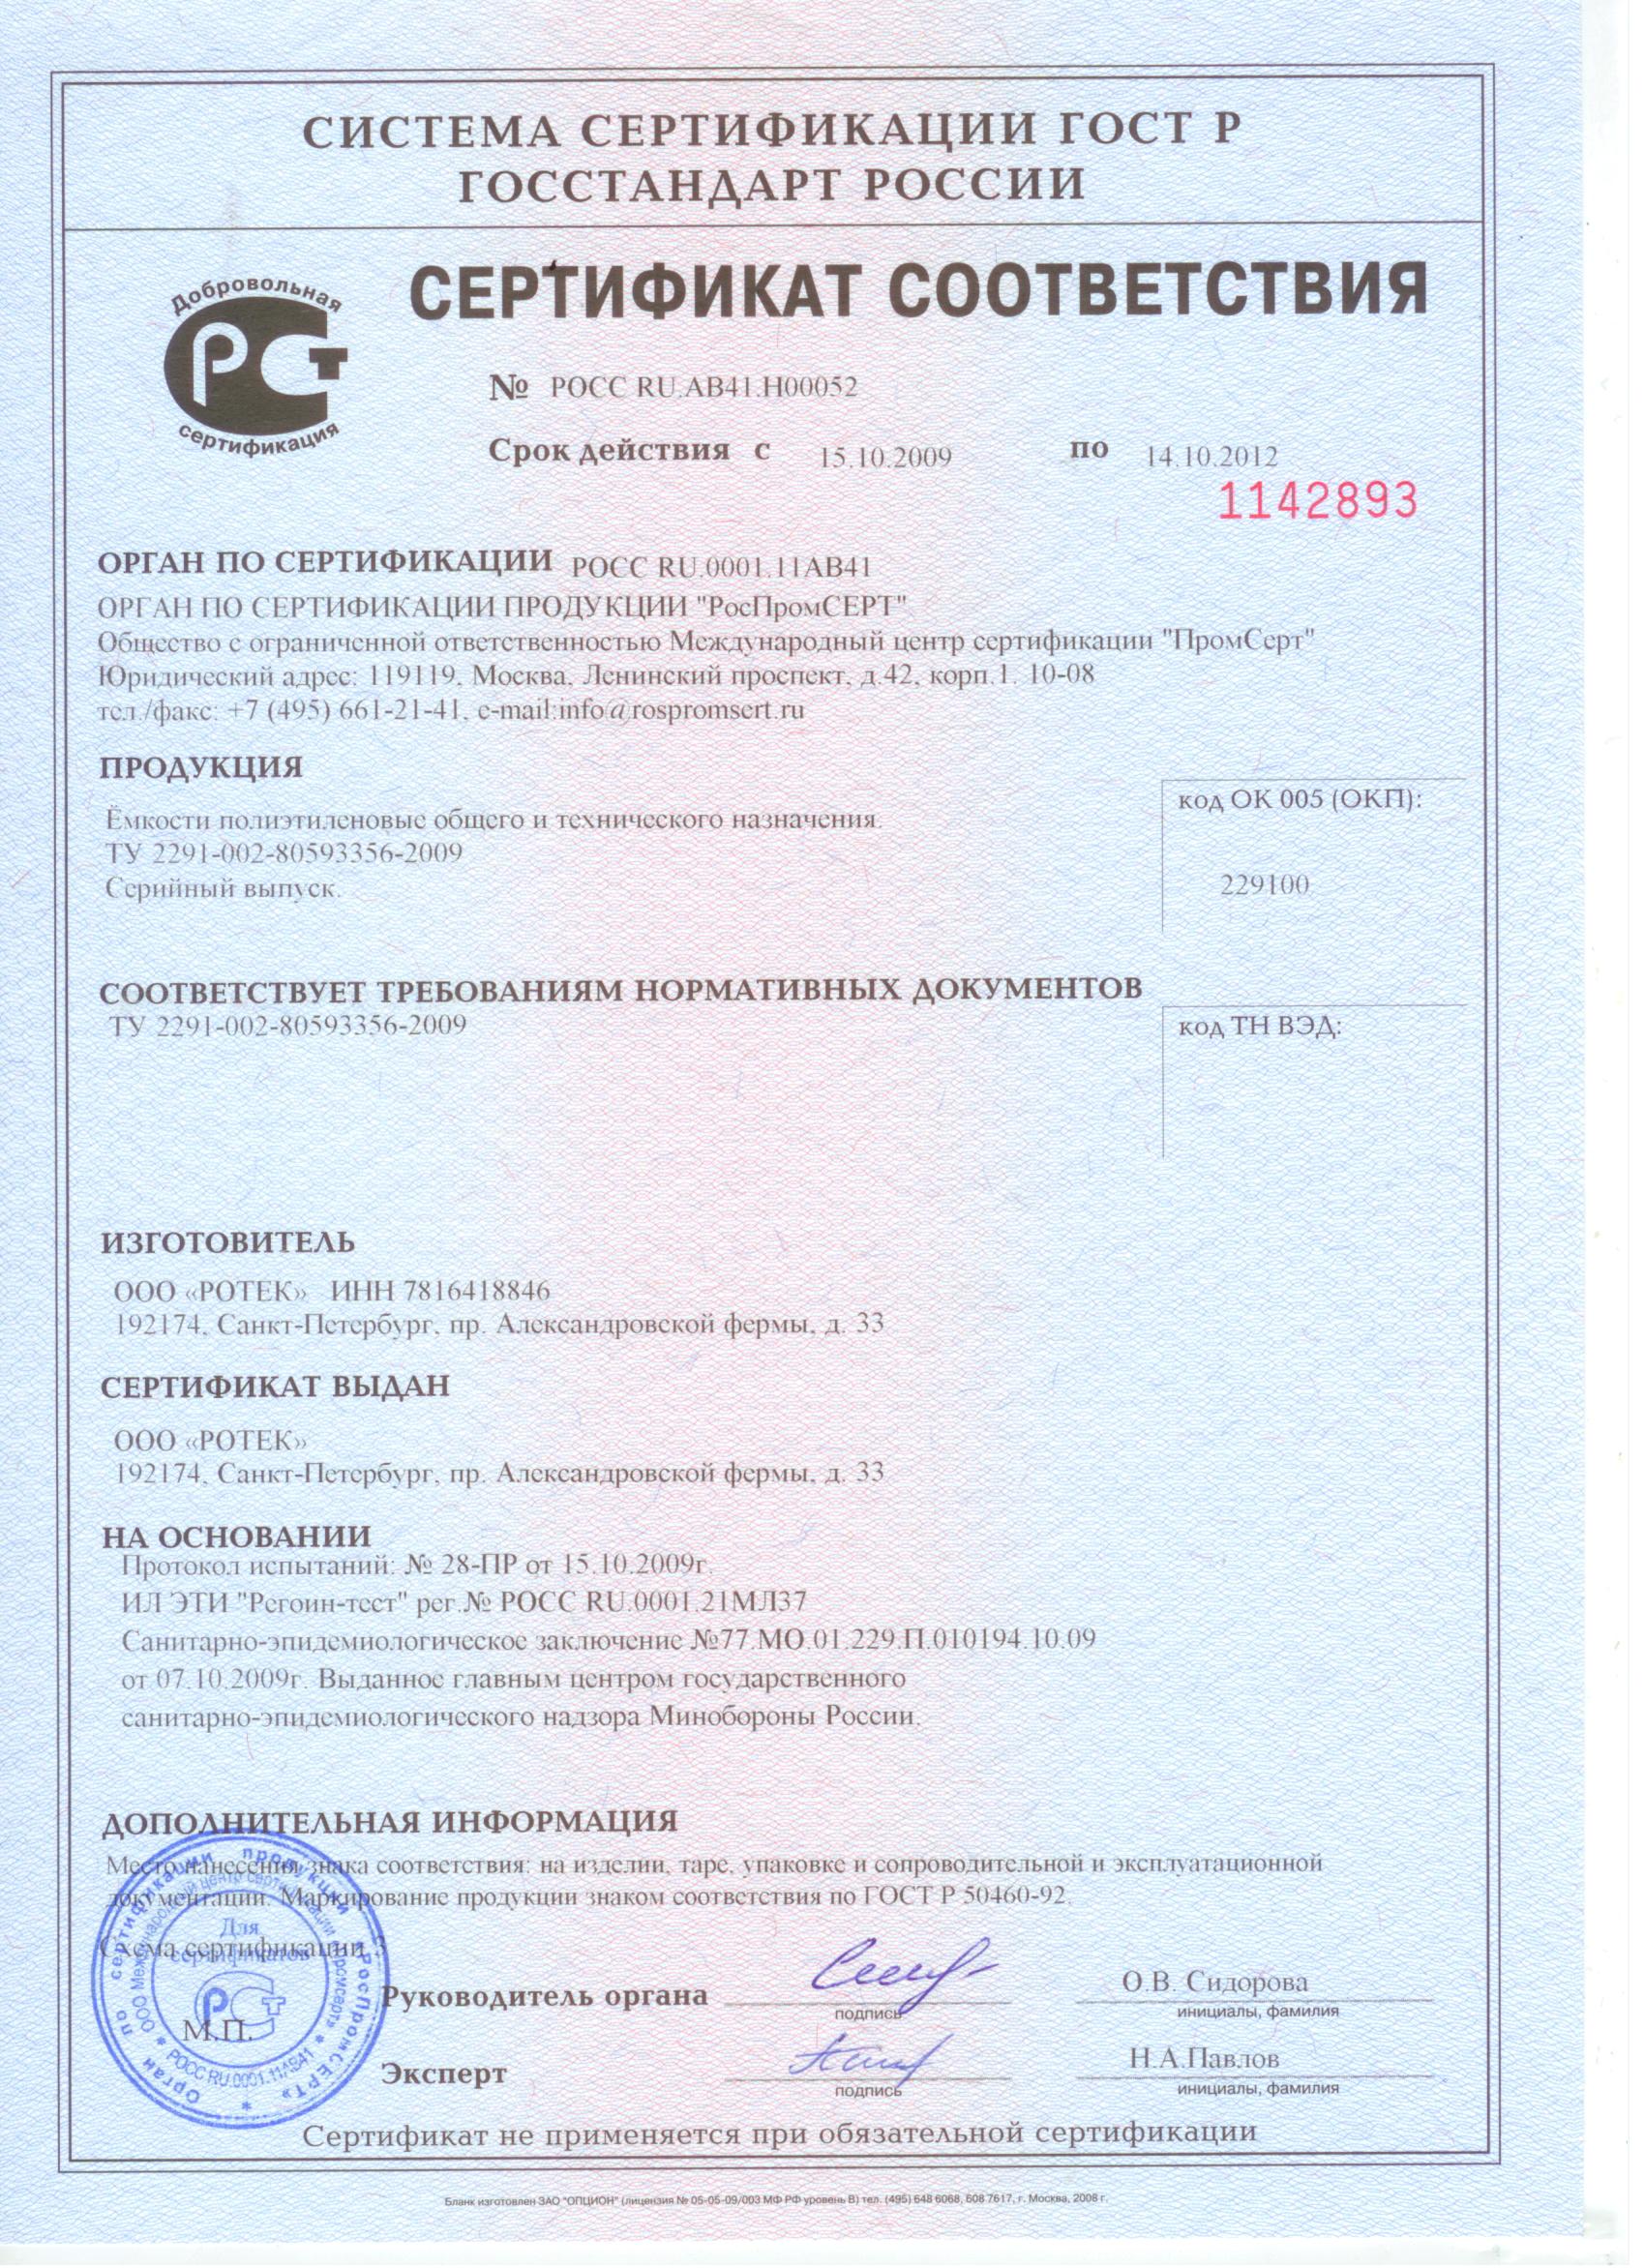 СИСТЕМА СЕРТИФИКАЦИИ ГОСТ Р
ГОССТАНДАРТ РОССИИ
Добровольная
РСТ
сертификация
СЕРТИФИКАТ СООТВЕТСТВИЯ
№ РОСС RU.АВ41.Н00052
Срок действия с 15.10.2009 по 14.10.2012
1142893
ОРГАН ПО СЕРТИФИКАЦИИ РОСС RU.0001.11АВ41
ОРГАН ПО СЕРТИФИКАЦИИ ПРОДУКЦИИ "РосПромСЕРТ"
Общество с ограниченной ответственностью Международный центр сертификации "ПромСерт"
Юридический адрес: 119119, Москва, Ленинский проспект, д.42, корп.1. 10-08
тел./факс: +7 (495) 661-21-41, e-mail:info@rospromsert.ru
ПРОДУКЦИЯ
Ёмкости полиэтиленовые общего и технического назначения.
ТУ 2291-002-80593356-2009
Серийный выпуск.
код ОК 005 (ОКП):
229100
СООТВЕТСТВУЕТ ТРЕБОВАНИЯМ НОРМАТИВНЫХ ДОКУМЕНТОВ
ТУ 2291-002-80593356-2009
код ТН ВЭД:
ИЗГОТОВИТЕЛЬ
ООО «РОТЕК» ИНН 7816418846
192174, Санкт-Петербург, пр. Александровской фермы, д. 33
СЕРТИФИКАТ ВЫДАН
ООО «РОТЕК»
192174, Санкт-Петербург, пр. Александровской фермы, д. 33
НА ОСНОВАНИИ
Протокол испытаний: № 28-ПР от 15.10.2009г.
ИЛ ЭТИ "Регоин-тест" рег.№ РОСС RU.0001.21МЛ37
Санитарно-эпидемиологическое заключение №77.МО.01.229.П.010194.10.09
от 07.10.2009г. Выданное главным центром государственного
санитарно-эпидемиологического надзора Минобороны России.
ДОПОЛНИТЕЛЬНАЯ ИНФОРМАЦИЯ
Место нанесения знака соответствия: на изделии, таре, упаковке и сопроводительной и эксплуатационной
документации. Маркирование продукции знаком соответствия по ГОСТ Р 50460-92.
Схема сертификации 3
Орган по сертификации продукции «РосПромСЕРТ»
ООО Международный центр сертификации «Промсерт»
РОСС RU.0001.11АВ41
Для
сертификатов
РСТ
М.П.
Руководитель органа
подпись
О.В. Сидорова
инициалы, фамилия
Эксперт
подпись
Н.А.Павлов
инициалы, фамилия
Сертификат не применяется при обязательной сертификации
Бланк изготовлен ЗАО "ОПЦИОН" (лицензия № 05-05-09/003 МФ РФ уровень В) тел. (495) 648 6068, 608 7617, г. Москва, 2008 г.